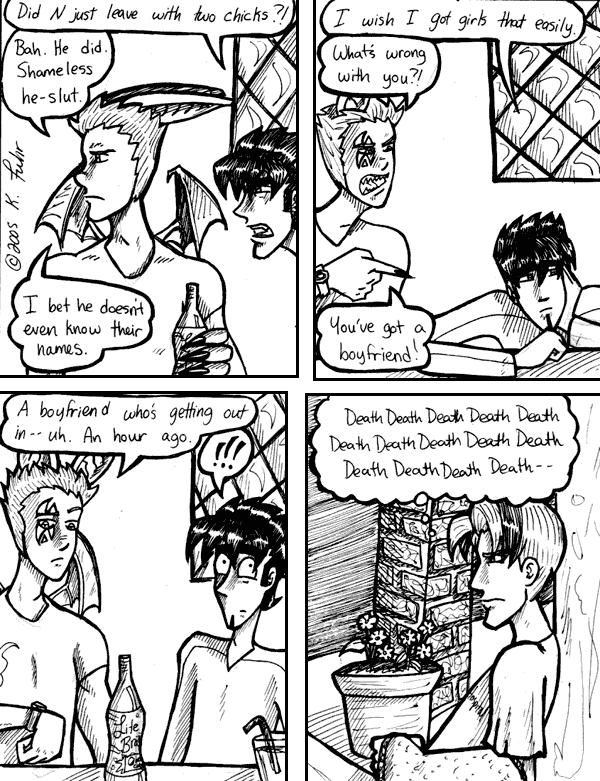 Did N just leave with two chicks?!
Bah. He did.
Shameless
he-slut.
I bet he doesn't
even know their
names.
©2005 K. Fuhr
I wish I got girls that easily.
What's wrong
with you?!
You've got a
boyfriend!
A boyfriend who's getting out
in-- uh. An hour ago.
!!!
Lite
Death Death Death Death Death
Death Death Death Death Death
Death Death Death Death--